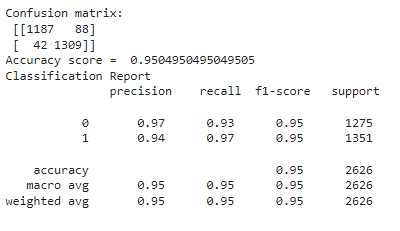 Confusion matrix:
[[1187 88]
[ 42 1309]]
Accuracy score = 0.9504950495049505
Classification Report
precision recall f1-score support
0 0.97 0.93 0.95 1275
1 0.94 0.97 0.95 1351
accuracy 0.95 2626
macro avg 0.95 0.95 0.95 2626
weighted avg 0.95 0.95 0.95 2626